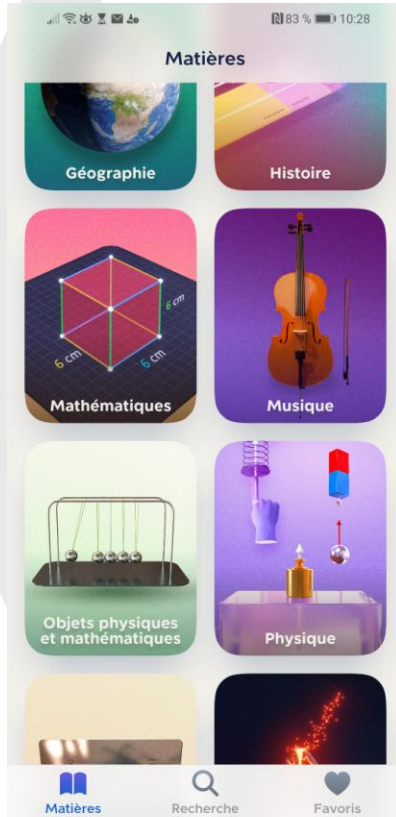 83 % 10:28
Matières
Géographie
Histoire
6 cm
6 cm
6 cm
Mathématiques
Musique
Objets physiques
et mathématiques
Physique
Matières
Recherche
Favoris